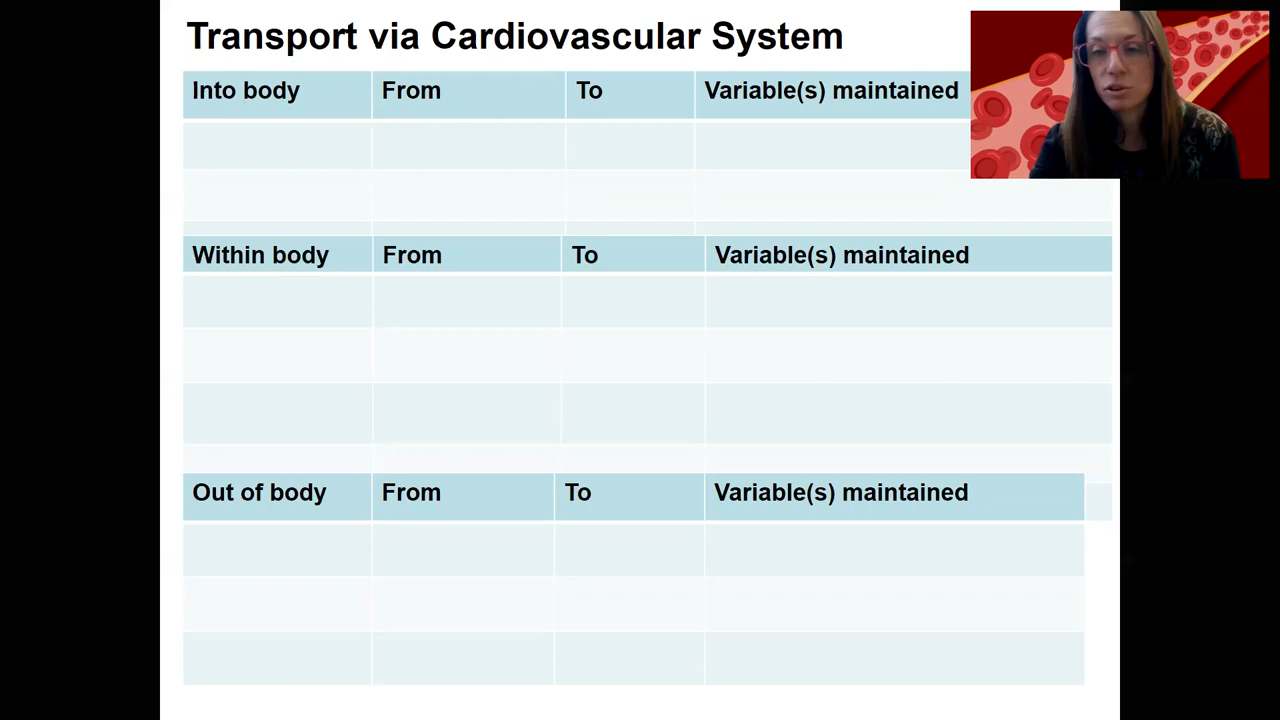 Transport via Cardiovascular System
Into body From To Variable(s) maintained
Within body From To Variable(s) maintained
Out of body From To Variable(s) maintained